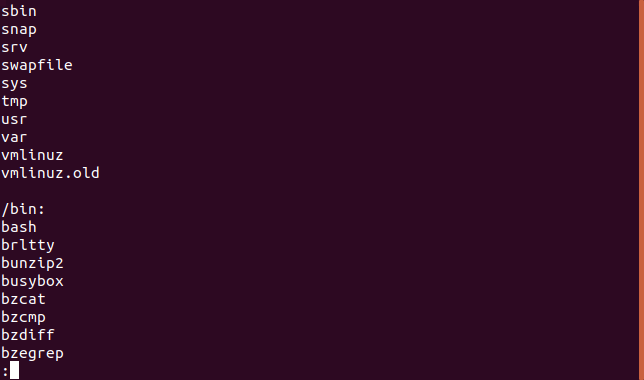 sbin
snap
srv
swapfile
sys
tmp
usr
var
vmlinuz
vmlinuz.old

/bin:
bash
brltty
bunzip2
busybox
bzcat
bzcmp
bzdiff
bzegrep
: